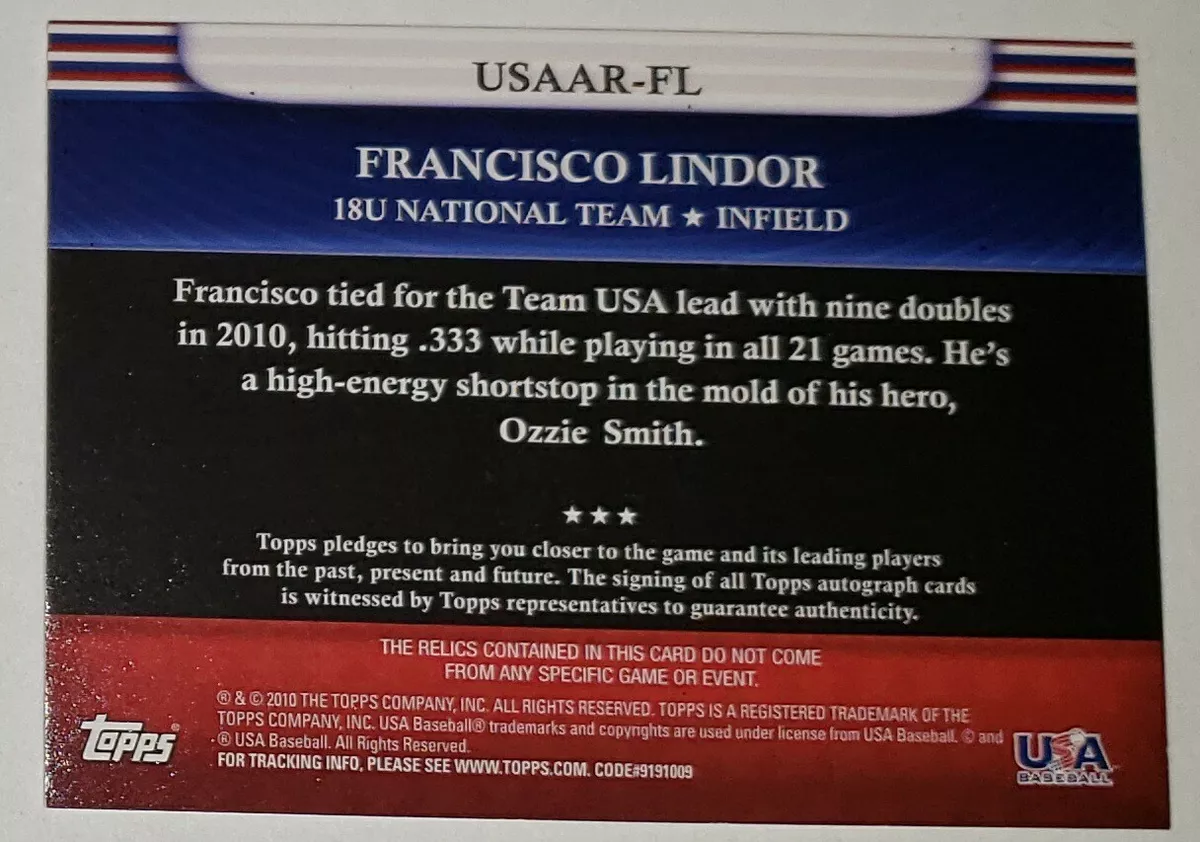 USAAR-FL
FRANCISCO LINDOR
18U NATIONAL TEAM ★ INFIELD
Francisco tied for the Team USA lead with nine doubles
in 2010, hitting .333 while playing in all 21 games. He's
a high-energy shortstop in the mold of his hero,
Ozzie Smith.
★★★
Topps pledges to bring you closer to the game and its leading players
from the past, present and future. The signing of all Topps autograph cards
is witnessed by Topps representatives to guarantee authenticity.
THE RELICS CONTAINED IN THIS CARD DO NOT COME
FROM ANY SPECIFIC GAME OR EVENT.
® & © 2010 THE TOPPS COMPANY, INC. ALL RIGHTS RESERVED. TOPPS IS A REGISTERED TRADEMARK OF THE
TOPPS COMPANY, INC. USA Baseball® trademarks and copyrights are used under license from USA Baseball. © and
® USA Baseball. All Rights Reserved.
FOR TRACKING INFO, PLEASE SEE WWW.TOPPS.COM. CODE#9191009
topps®
USA
BASEBALL